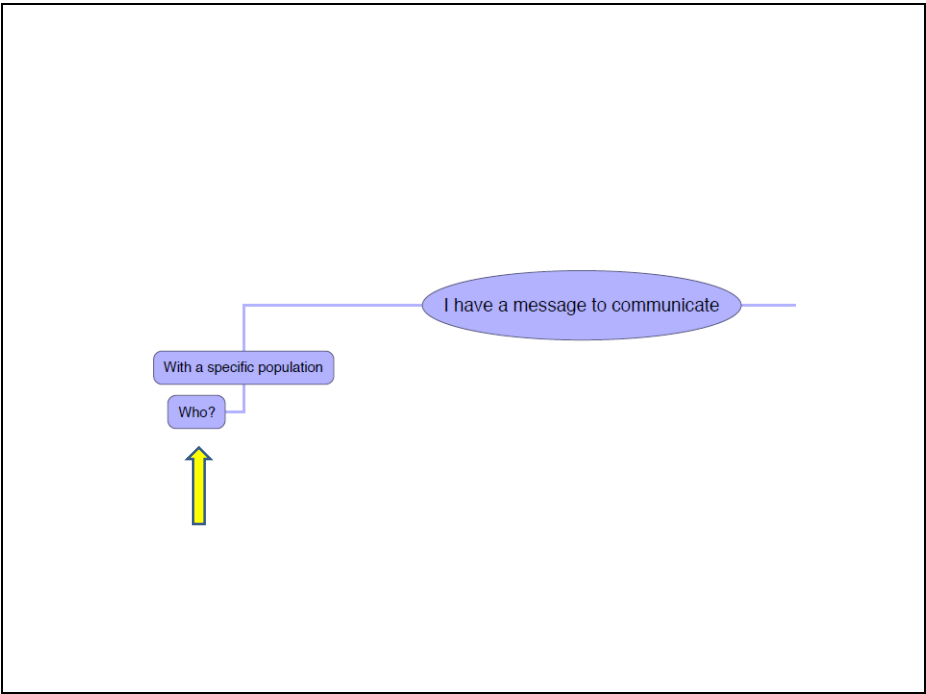 I have a message to communicate
With a specific population
Who?